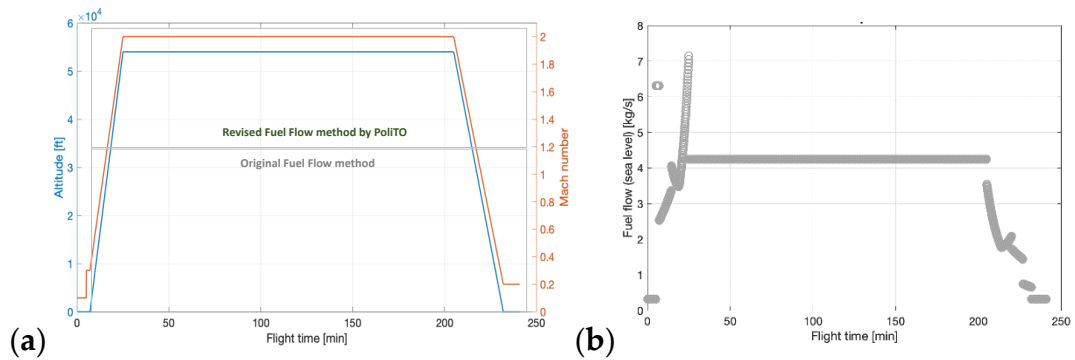 ×10⁴
6
5
4
3
2
1
0
Altitude [ft]
Revised Fuel Flow method by PoliTO
Original Fuel Flow method
2
1.8
1.6
1.4
1.2
1
0.8
0.6
0.4
0.2
0
Mach number
0 50 100 150 200 250
Flight time [min]
(a)
8
7
6
5
4
3
2
1
0
Fuel flow (sea level) [kg/s]
0 50 100 150 200 250
Flight time [min]
(b)